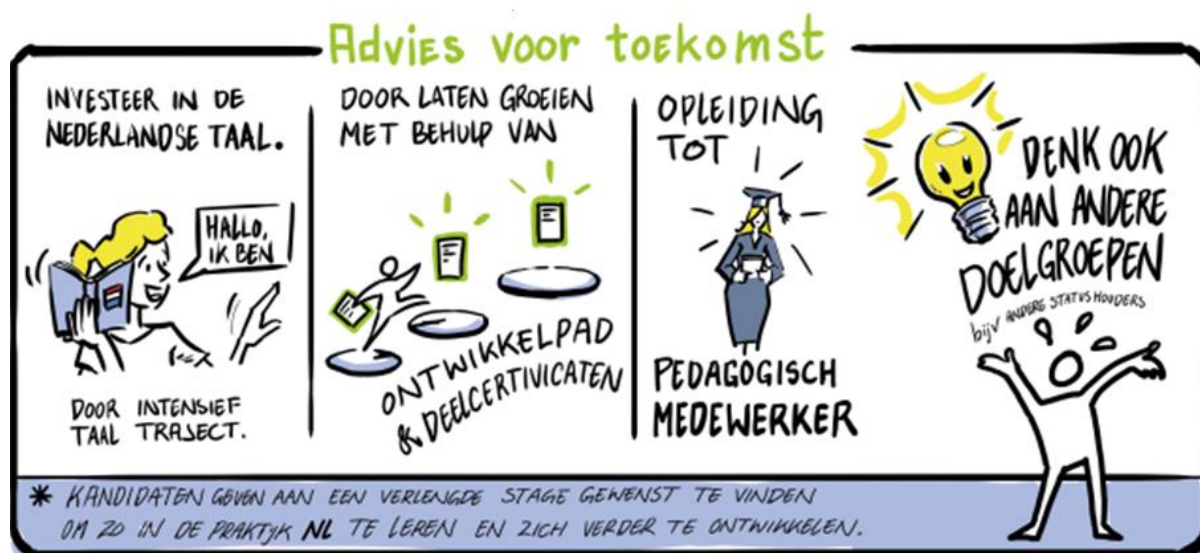 Advies voor toekomst
INVESTEER IN DE
NEDERLANDSE TAAL.
HALLO,
IK BEN
DOOR INTENSIEF
TAAL TRAJECT.
DOOR LATEN GROEIEN
MET BEHULP VAN
ONTWIKKELPAD
& DEELCERTIVICATEN
OPLEIDING
TOT
PEDAGOGISCH
MEDEWERKER
DENK OOK
AAN ANDERE
DOELGROEPEN
bijv ANDERE STATUSHOUDERS
* KANDIDATEN GEVEN AAN EEN VERLENGDE STAGE GEWENST TE VINDEN
OM ZO IN DE PRAKTIJK NL TE LEREN EN ZICH VERDER TE ONTWIKKELEN.